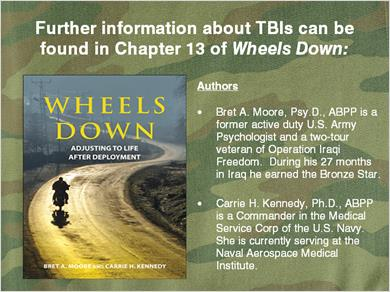 Further information about TBIs can be
found in Chapter 13 of Wheels Down:
WHEELS
DOWN
ADJUSTING TO LIFE
AFTER DEPLOYMENT
BRET A. MOORE AND CARRIE H. KENNEDY
Authors
• Bret A. Moore, Psy.D., ABPP is a
former active duty U.S. Army
Psychologist and a two-tour
veteran of Operation Iraqi
Freedom. During his 27 months
in Iraq he earned the Bronze Star.
• Carrie H. Kennedy, Ph.D., ABPP
is a Commander in the Medical
Service Corp of the U.S. Navy.
She is currently serving at the
Naval Aerospace Medical
Institute.